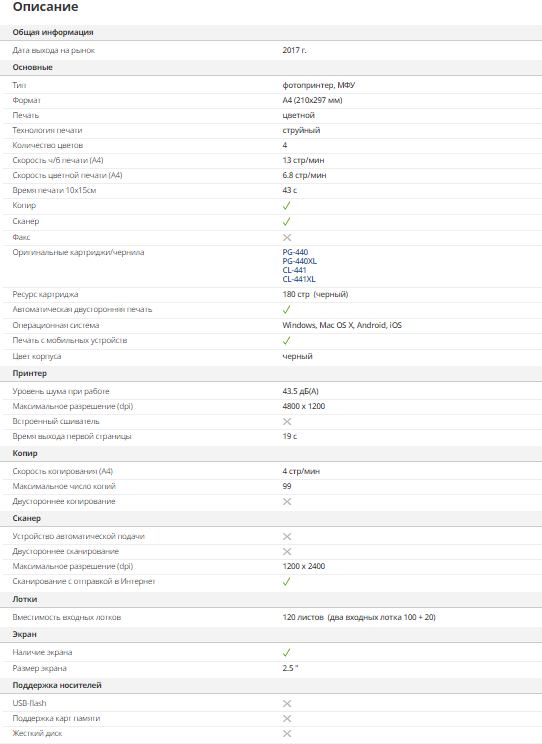 Описание
Общая информация
Дата выхода на рынок 2017 г.
Основные
Тип фотопринтер, МФУ
Формат A4 (210x297 мм)
Печать цветной
Технология печати струйный
Количество цветов 4
Скорость ч/б печати (A4) 13 стр/мин
Скорость цветной печати (A4) 6.8 стр/мин
Время печати 10x15см 43 с
Копир
Сканер
Факс
Оригинальные картриджи/чернила PG-440
PG-440XL
CL-441
CL-441XL
Ресурс картриджа 180 стр (черный)
Автоматическая двусторонняя печать
Операционная система Windows, Mac OS X, Android, iOS
Печать с мобильных устройств
Цвет корпуса черный
Принтер
Уровень шума при работе 43.5 дБ(А)
Максимальное разрешение (dpi) 4800 x 1200
Встроенный сшиватель
Время выхода первой страницы 19 с
Копир
Скорость копирования (A4) 4 стр/мин
Максимальное число копий 99
Двустороннее копирование
Сканер
Устройство автоматической подачи
Двустороннее сканирование
Максимальное разрешение (dpi) 1200 x 2400
Сканирование с отправкой в Интернет
Лотки
Вместимость входных лотков 120 листов (два входных лотка 100 + 20)
Экран
Наличие экрана
Размер экрана 2.5 "
Поддержка носителей
USB-flash
Поддержка карт памяти
Жесткий диск